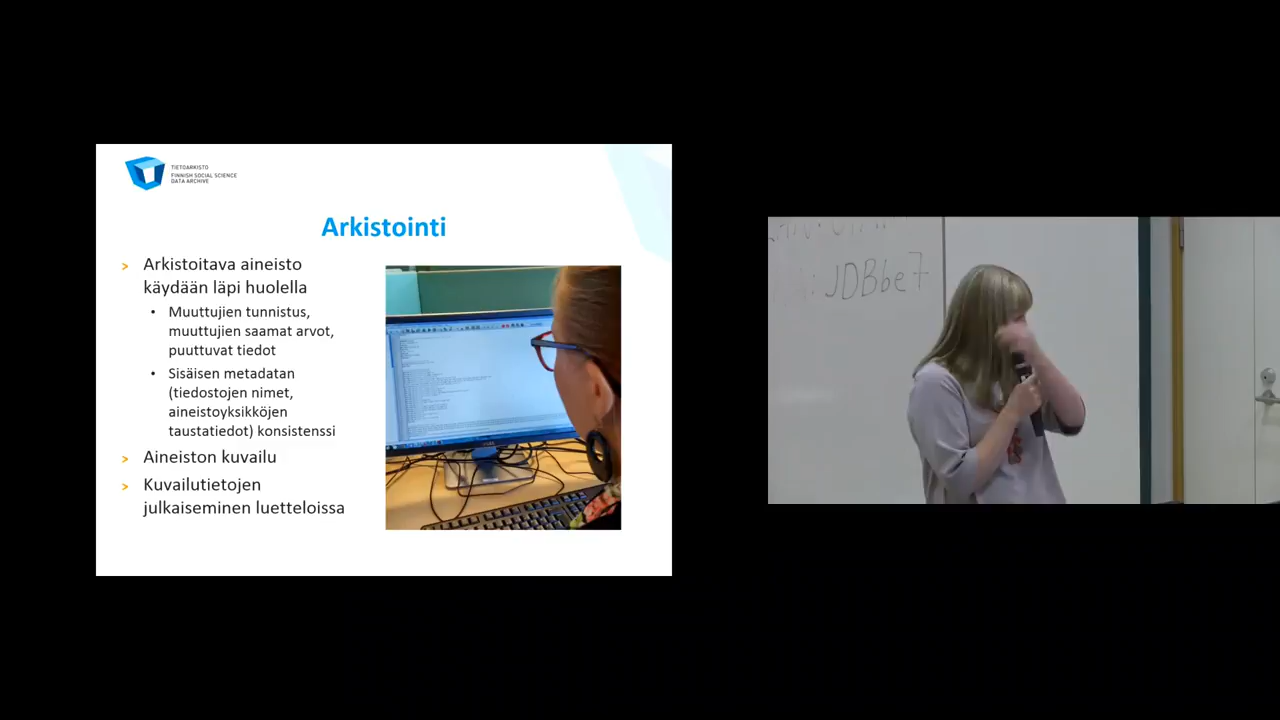 TIETOARKISTO
FINNISH SOCIAL SCIENCE
DATA ARCHIVE
Arkistointi
> Arkistoitava aineisto
käydään läpi huolella
• Muuttujien tunnistus,
muuttujien saamat arvot,
puuttuvat tiedot
• Sisäisen metadatan
(tiedostojen nimet,
aineistoyksikköjen
taustatiedot) konsistenssi
> Aineiston kuvailu
> Kuvailutietojen
julkaiseminen luetteloissa
JDBbe7